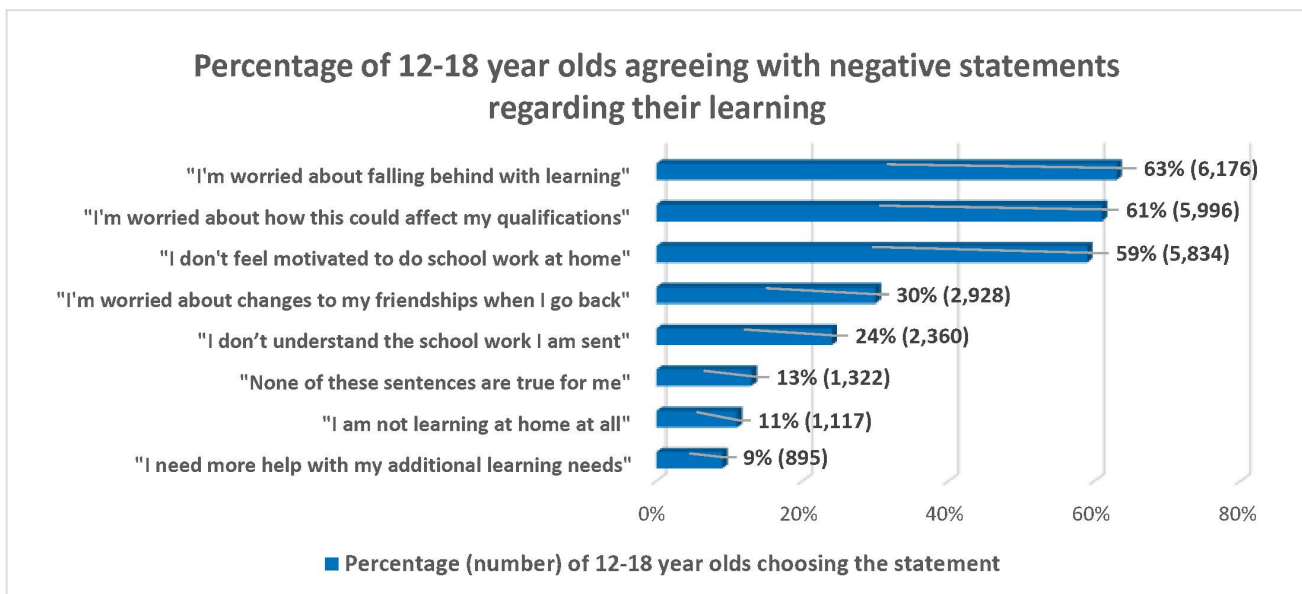 Percentage of 12-18 year olds agreeing with negative statements
regarding their learning
"I'm worried about falling behind with learning" 63% (6,176)
"I'm worried about how this could affect my qualifications" 61% (5,996)
"I don't feel motivated to do school work at home" 59% (5,834)
"I'm worried about changes to my friendships when I go back" 30% (2,928)
"I don’t understand the school work I am sent" 24% (2,360)
"None of these sentences are true for me" 13% (1,322)
"I am not learning at home at all" 11% (1,117)
"I need more help with my additional learning needs" 9% (895)
0% 20% 40% 60% 80%
Percentage (number) of 12-18 year olds choosing the statement